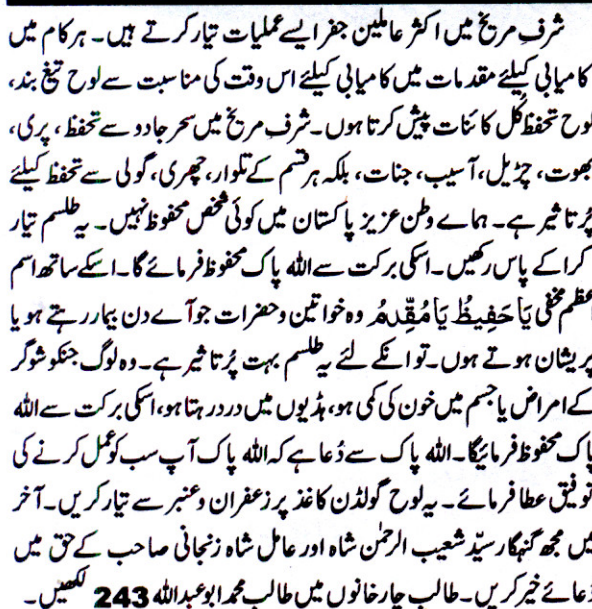 شرفِ مریخ میں اکثر عاملین جفر ایسے عملیات تیار کرتے ہیں۔ ہر کام میں
کامیابی کیلئے مقدمات میں کامیابی کیلئے اس وقت کی مناسبت سے لوح تیغ بند،
لوح تحفظ کُل کائنات پیش کرتا ہوں۔ شرف مریخ میں سحر جادو سے تحفظ، پری،
بھوت، چڑیل، آسیب، جنات، بلکہ ہر قسم کے تلوار، چھری، گولی سے تحفظ کیلئے
پُرتاثیر ہے۔ ہماے وطن عزیز پاکستان میں کوئی شخص محفوظ نہیں۔ یہ طلسم تیار
کرا کے پاس رکھیں۔ اسکی برکت سے اللہ پاک محفوظ فرمائے گا۔ اسکے ساتھ اسم
اعظم مخفی یَا حَفِیظُ یَا مُقَدِّمُ وہ خواتین وحضرات جو آے دن بیمار رہتے ہو یا
پریشان ہوتے ہوں۔ تو انکے لئے یہ طلسم بہت پُرتاثیر ہے۔ وہ لوگ جنکو شوگر
کے امراض یا جسم میں خون کی کمی ہو، ہڈیوں میں درد رہتا ہو، اسکی برکت سے اللہ
پاک محفوظ فرمائیگا۔ اللہ پاک سے دُعا ہے کہ اللہ پاک آپ سب کو عمل کرنے کی
توفیق عطا فرمائے۔ یہ لوح گولڈن کاغذ پر زعفران وعنبر سے تیار کریں۔ آخر
میں مجھ گنہگار سیّد شعیب الرحمٰن شاہ اور عامل شاہ زنجانی صاحب کے حق میں
دُعائے خیر کریں۔ طالب چار خانوں میں طالب محمد ابو عبداللہ 243 لکھیں۔